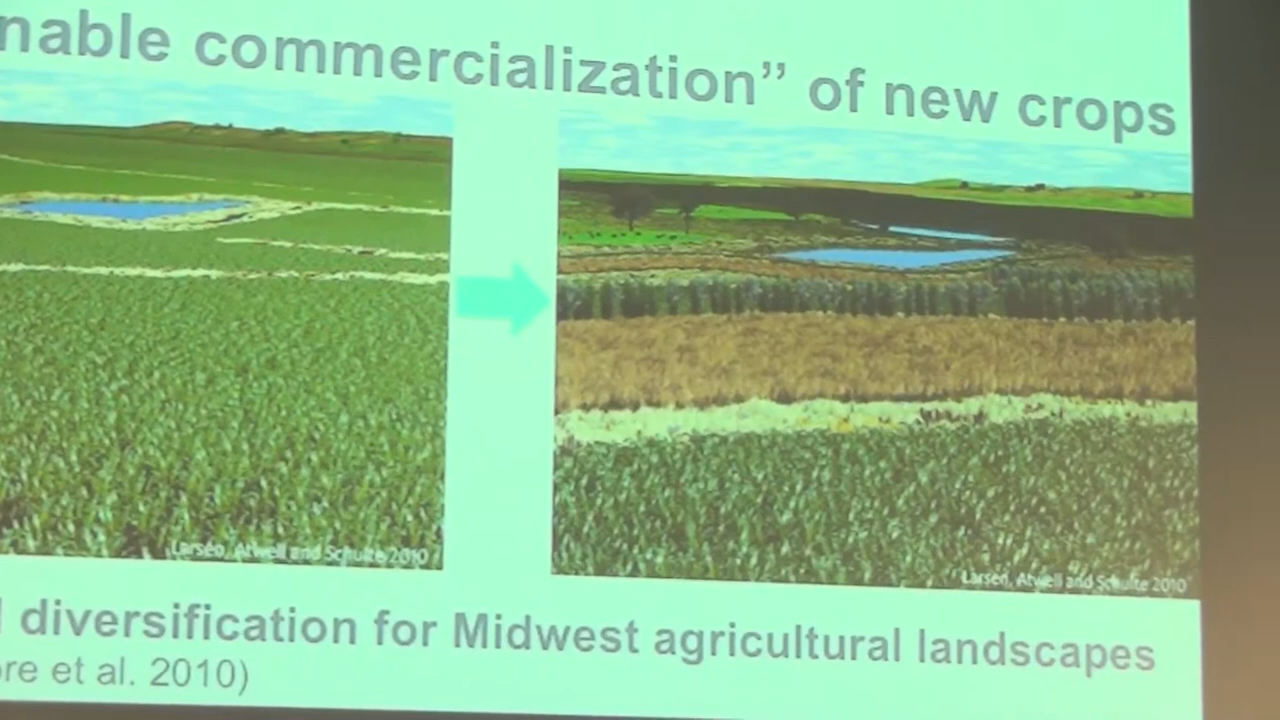 nable commercialization” of new crops
Larsen, Atwell and Schulte 2010
Larsen, Atwell and Schulte 2010
diversification for Midwest agricultural landscapes
re et al. 2010)